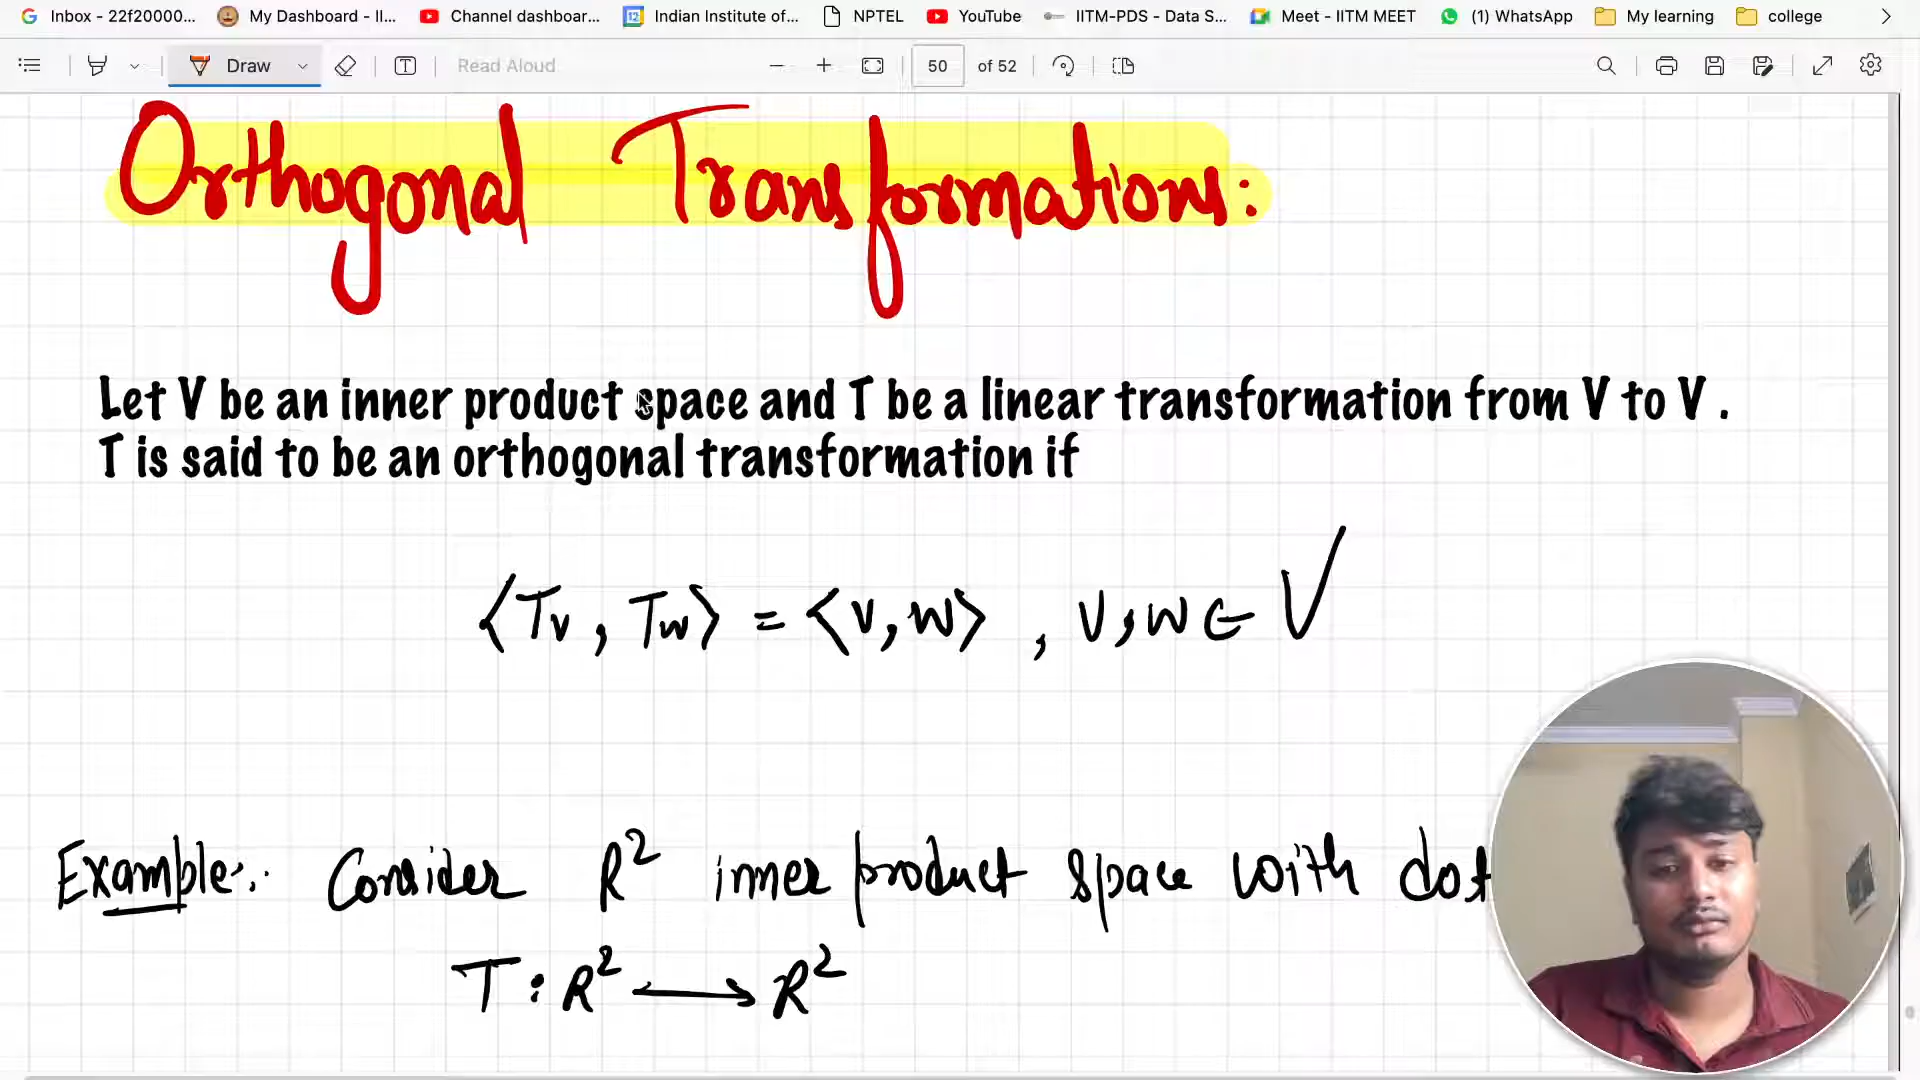 Inbox - 22f20000... My Dashboard - II... Channel dashboar... Indian Institute of... NPTEL YouTube IITM-PDS - Data S... Meet - IITM MEET (1) WhatsApp My learning college
Draw Read Aloud 50 of 52
Orthogonal Transformations:
Let V be an inner product space and T be a linear transformation from V to V .
T is said to be an orthogonal transformation if
⟨Tv , Tw⟩ = ⟨v, w⟩ , v, w ∈ V
Example:. Consider R² inner product space with dot
T : R² ⟶ R²